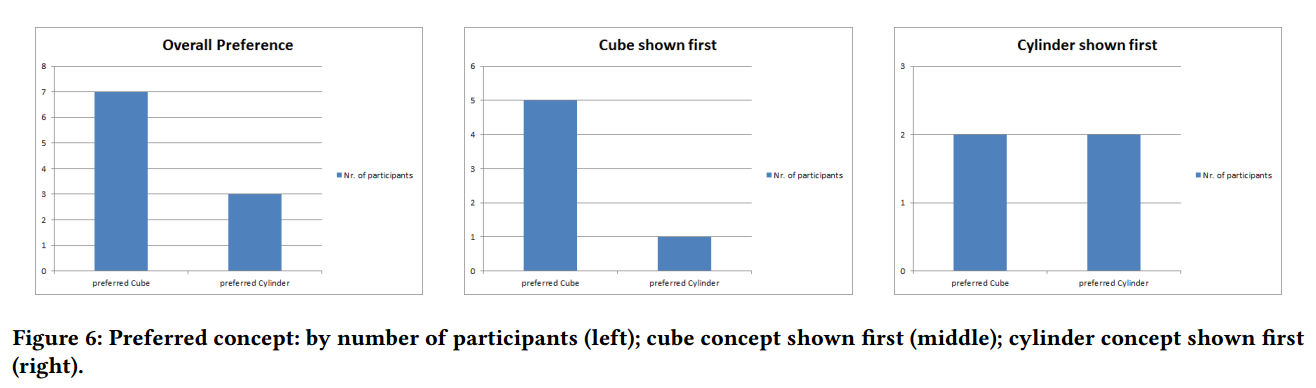 Overall Preference
8
7
6
5
4
3
2
1
0
preferred Cube
preferred Cylinder
Nr. of participants
Cube shown first
6
5
4
3
2
1
0
preferred Cube
preferred Cylinder
Nr. of participants
Cylinder shown first
3
2
1
0
preferred Cube
preferred Cylinder
Nr. of participants
Figure 6: Preferred concept: by number of participants (left); cube concept shown first (middle); cylinder concept shown first
(right).